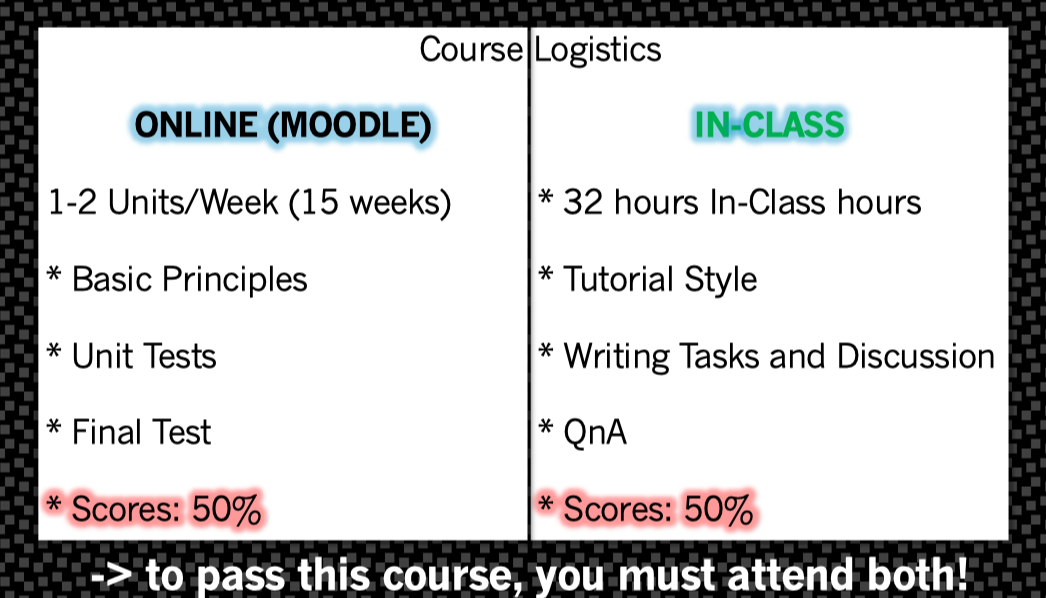 Course Logistics
ONLINE (MOODLE)
1-2 Units/Week (15 weeks)
* Basic Principles
* Unit Tests
* Final Test
* Scores: 50%
IN-CLASS
* 32 hours In-Class hours
* Tutorial Style
* Writing Tasks and Discussion
* QnA
* Scores: 50%
-> to pass this course, you must attend both!